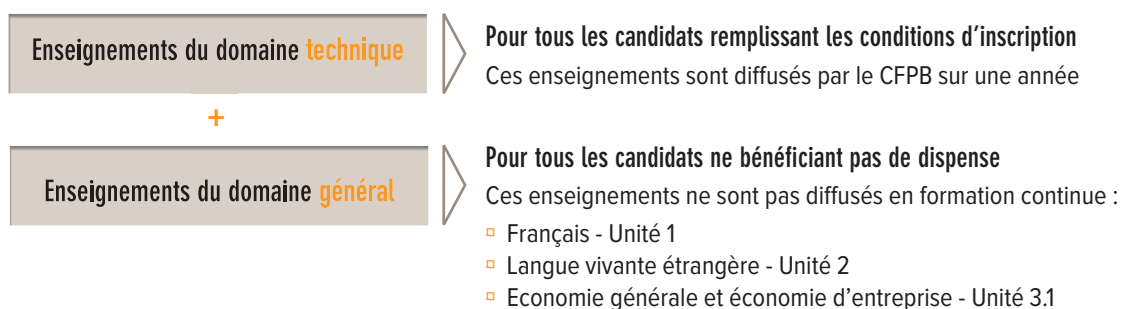 Enseignements du domaine technique
Pour tous les candidats remplissant les conditions d’inscription
Ces enseignements sont diffusés par le CFPB sur une année
+
Enseignements du domaine général
Pour tous les candidats ne bénéficiant pas de dispense
Ces enseignements ne sont pas diffusés en formation continue :
Français - Unité 1
Langue vivante étrangère - Unité 2
Economie générale et économie d’entreprise - Unité 3.1